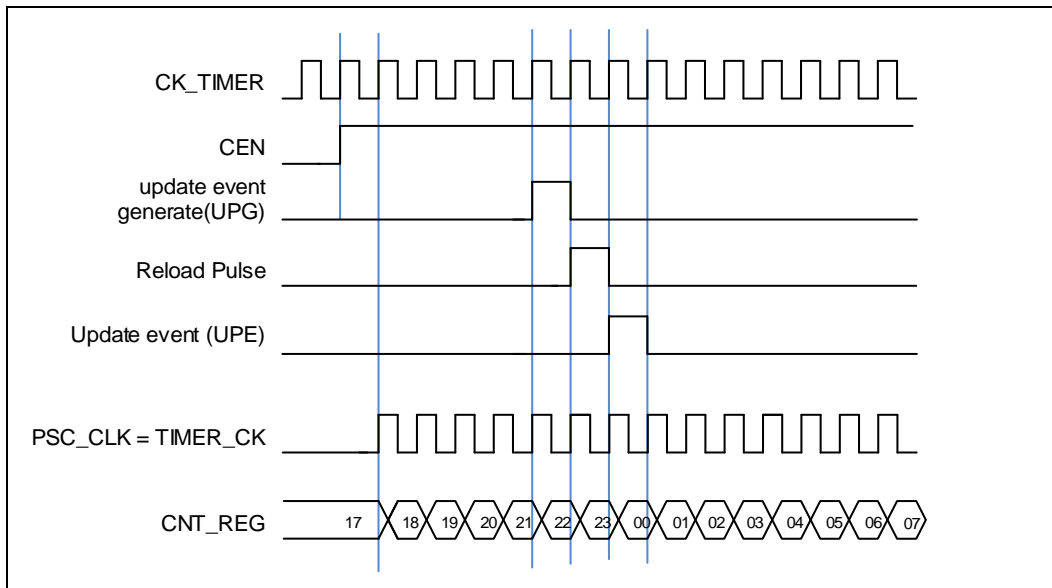 CK_TIMER
CEN
update event
generate(UPG)
Reload Pulse
Update event (UPE)
PSC_CLK = TIMER_CK
CNT_REG 17 18 19 20 21 22 23 00 01 02 03 04 05 06 07